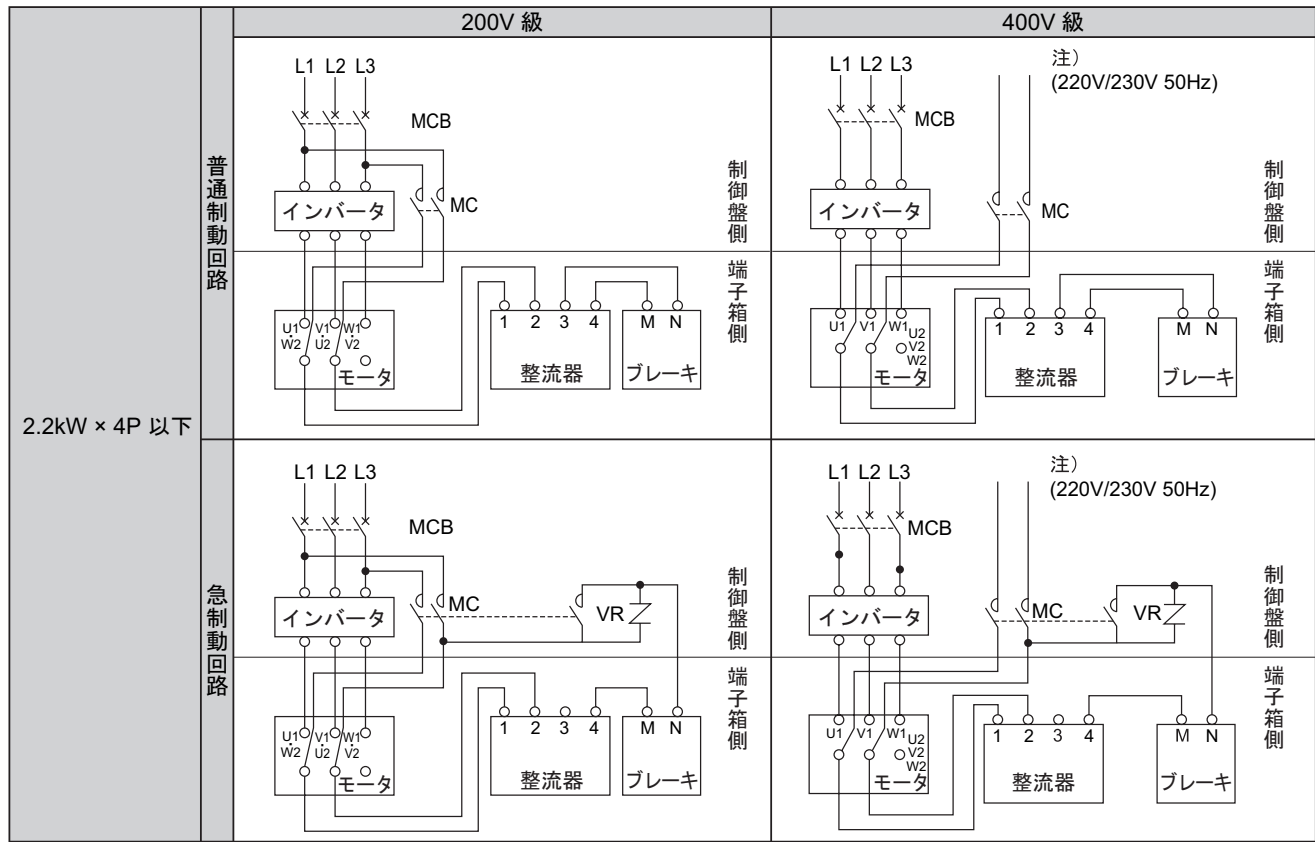 200V 級
400V 級
2.2kW × 4P 以下
普通制動回路
L1 L2 L3
MCB
インバータ
MC
制御盤側
端子箱側
U1 V1 W1
W2 U2 V2
モータ
1 2 3 4
整流器
M N
ブレーキ
L1 L2 L3
注)
(220V/230V 50Hz)
MCB
インバータ
MC
制御盤側
端子箱側
U1 V1 W1
U2
V2
W2
モータ
1 2 3 4
整流器
M N
ブレーキ
急制動回路
L1 L2 L3
MCB
インバータ
MC
VR
制御盤側
端子箱側
U1 V1 W1
W2 U2 V2
モータ
1 2 3 4
整流器
M N
ブレーキ
L1 L2 L3
注)
(220V/230V 50Hz)
MCB
インバータ
MC
VR
制御盤側
端子箱側
U1 V1 W1
U2
V2
W2
モータ
1 2 3 4
整流器
M N
ブレーキ